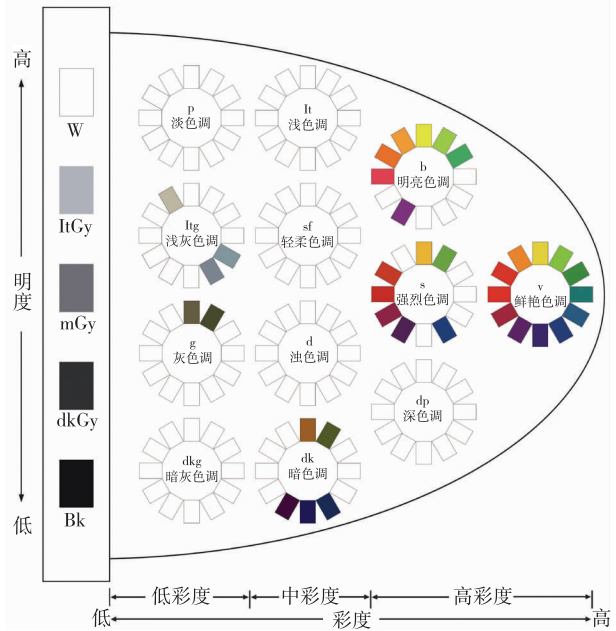 高
明度
低
W
ItGy
mGy
dkGy
Bk
p
淡色调
It
浅色调
b
明亮色调
Itg
浅灰色调
sf
轻柔色调
s
强烈色调
v
鲜艳色调
g
灰色调
d
浊色调
dp
深色调
dkg
暗灰色调
dk
暗色调
低彩度
中彩度
高彩度
低
彩度
高